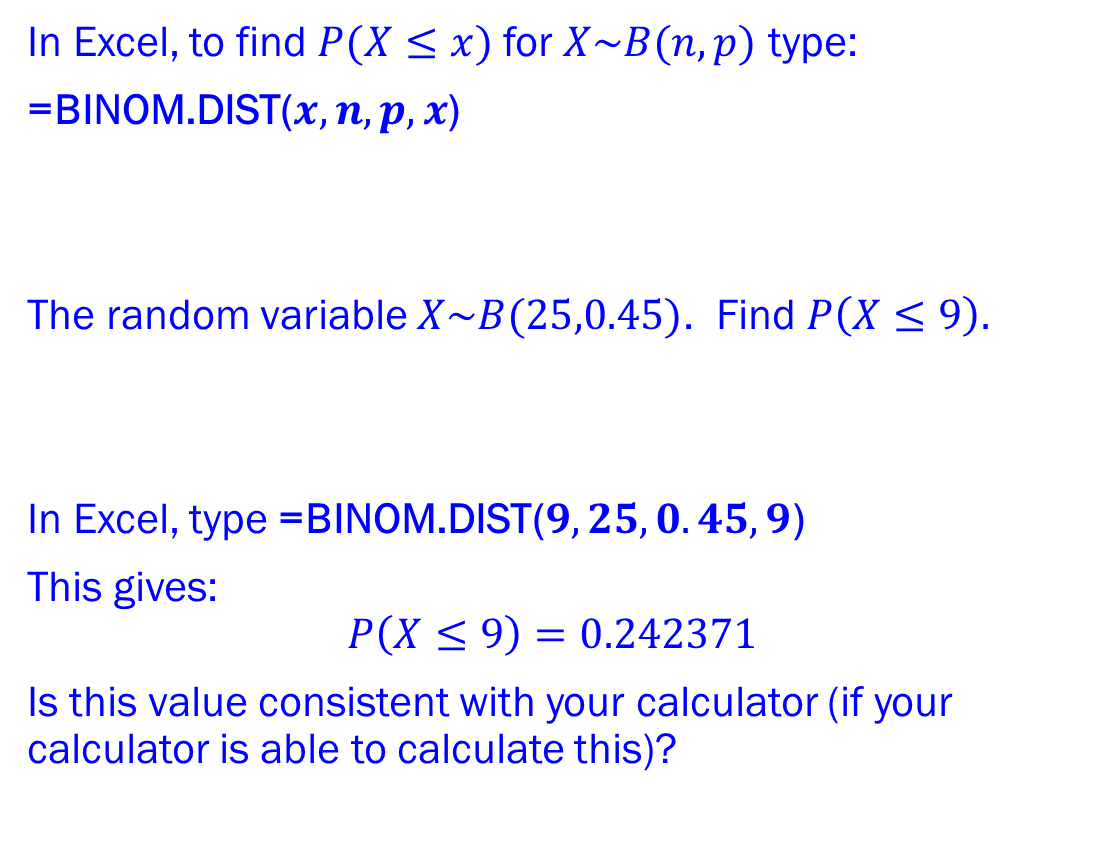 In Excel, to find P(X ≤ x) for X~B(n, p) type:
=BINOM.DIST(x, n, p, x)
The random variable X~B(25,0.45). Find P(X ≤ 9).
In Excel, type =BINOM.DIST(9, 25, 0.45, 9)
This gives:
P(X ≤ 9) = 0.242371
Is this value consistent with your calculator (if your
calculator is able to calculate this)?